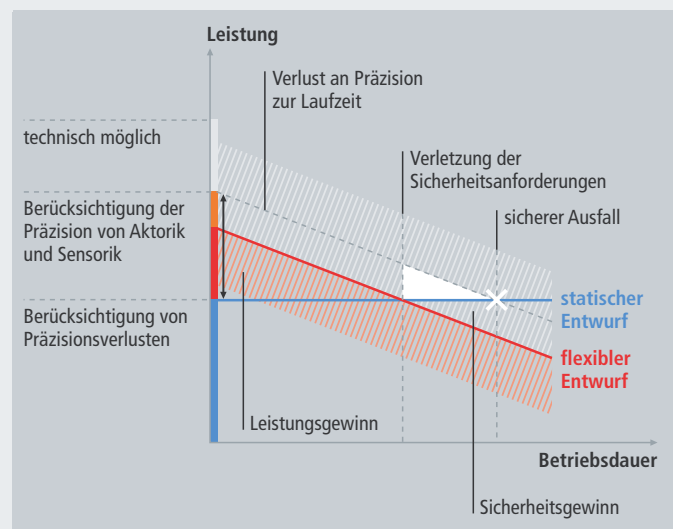 Leistung
Verlust an Präzision
zur Laufzeit
technisch möglich
Verletzung der
Sicherheitsanforderungen
sicherer Ausfall
Berücksichtigung der
Präzision von Aktorik
und Sensorik
statischer
Entwurf
Berücksichtigung von
Präzisionsverlusten
flexibler
Entwurf
Leistungsgewinn
Betriebsdauer
Sicherheitsgewinn